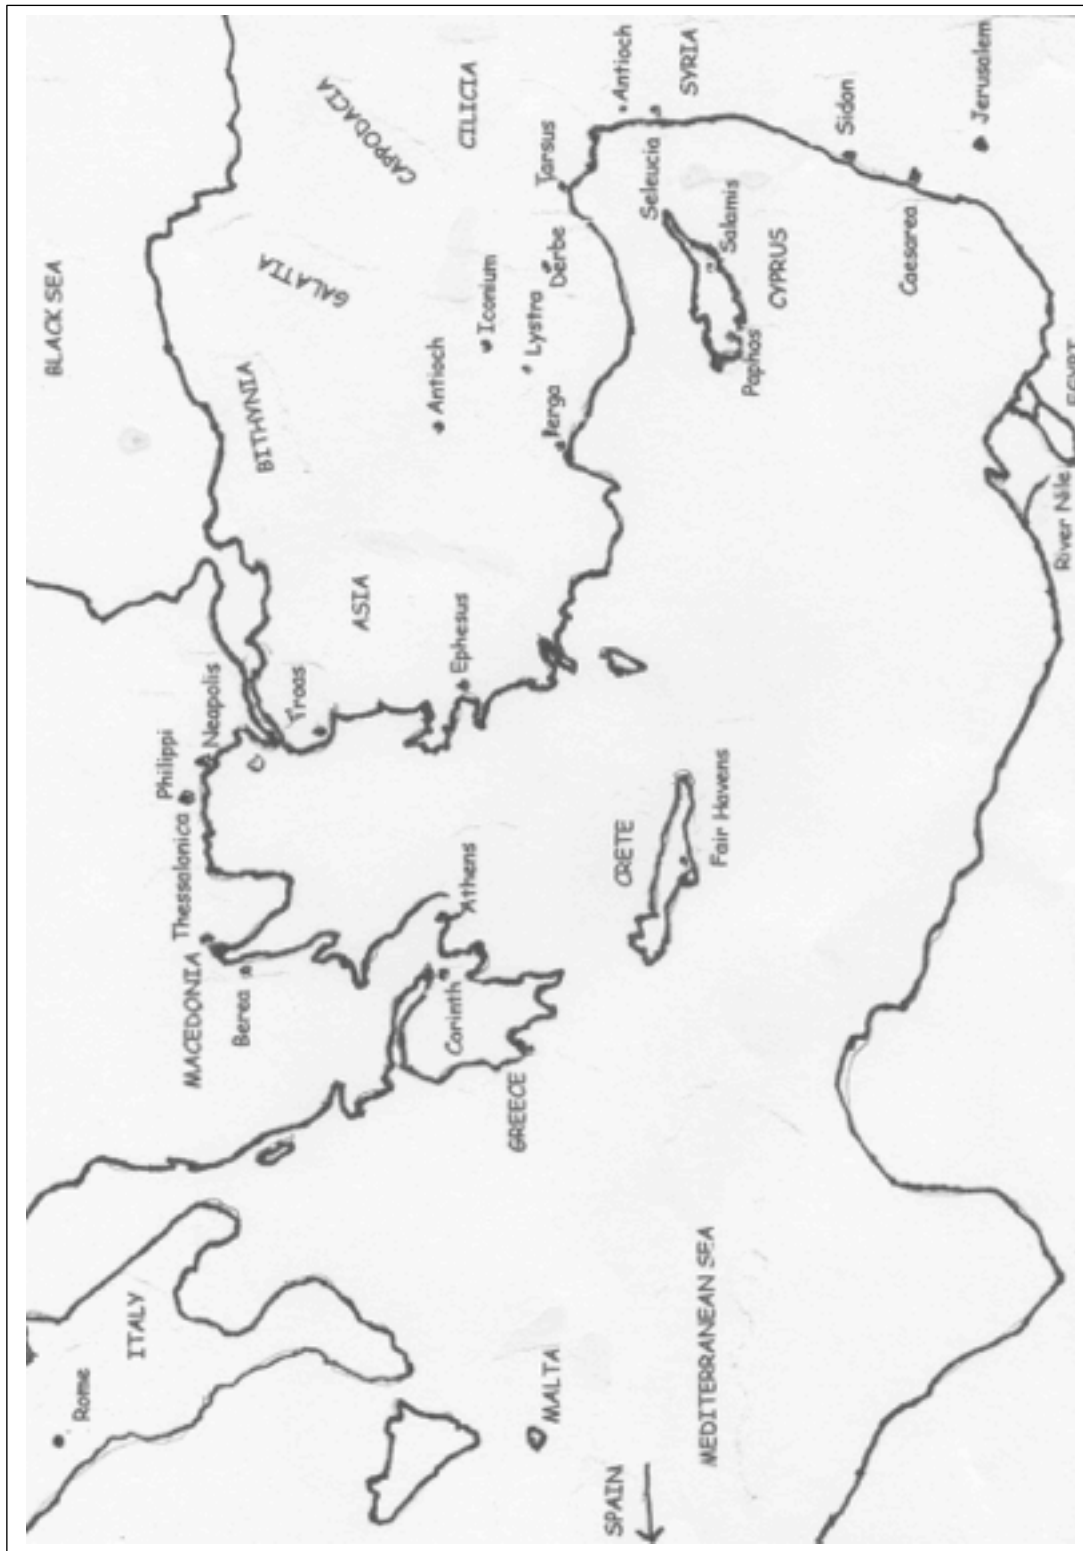 BLACK SEA
Rome
ITALY
Philippi
Thessalonica
MACEDONIA
Neapolis
Berea
BITHYNIA
Troas
GALATIA
CAPPODACIA
ASIA
Antioch
Corinth
Ephesus
CILICIA
Athens
Iconium
GREECE
Lystra
MALTA
Perga
Tarsus
Derbe
SPAIN
CRETE
Antioch
Seleucia
SYRIA
MEDITERRANEAN SEA
Fair Havens
Salamis
Paphos
CYPRUS
Sidon
Caesarea
Jerusalem
River Nile
EGYPT